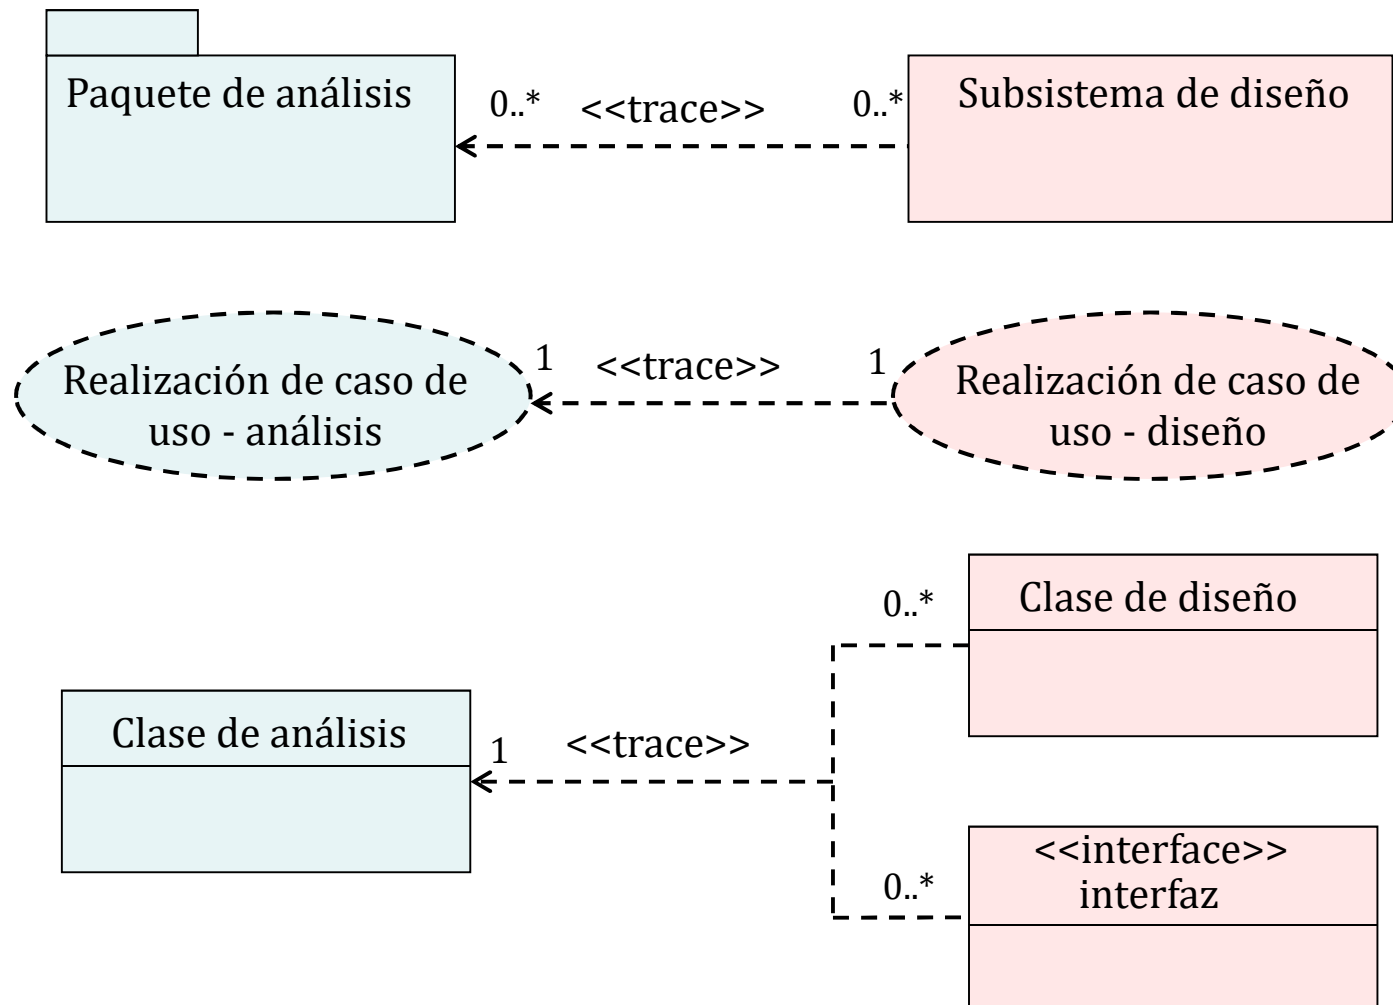 Paquete de análisis
0..*
<<trace>>
0..*
Subsistema de diseño
Realización de caso de
uso - análisis
1
<<trace>>
1
Realización de caso de
uso - diseño
Clase de análisis
1
<<trace>>
0..*
Clase de diseño
0..*
<<interface>>
interfaz